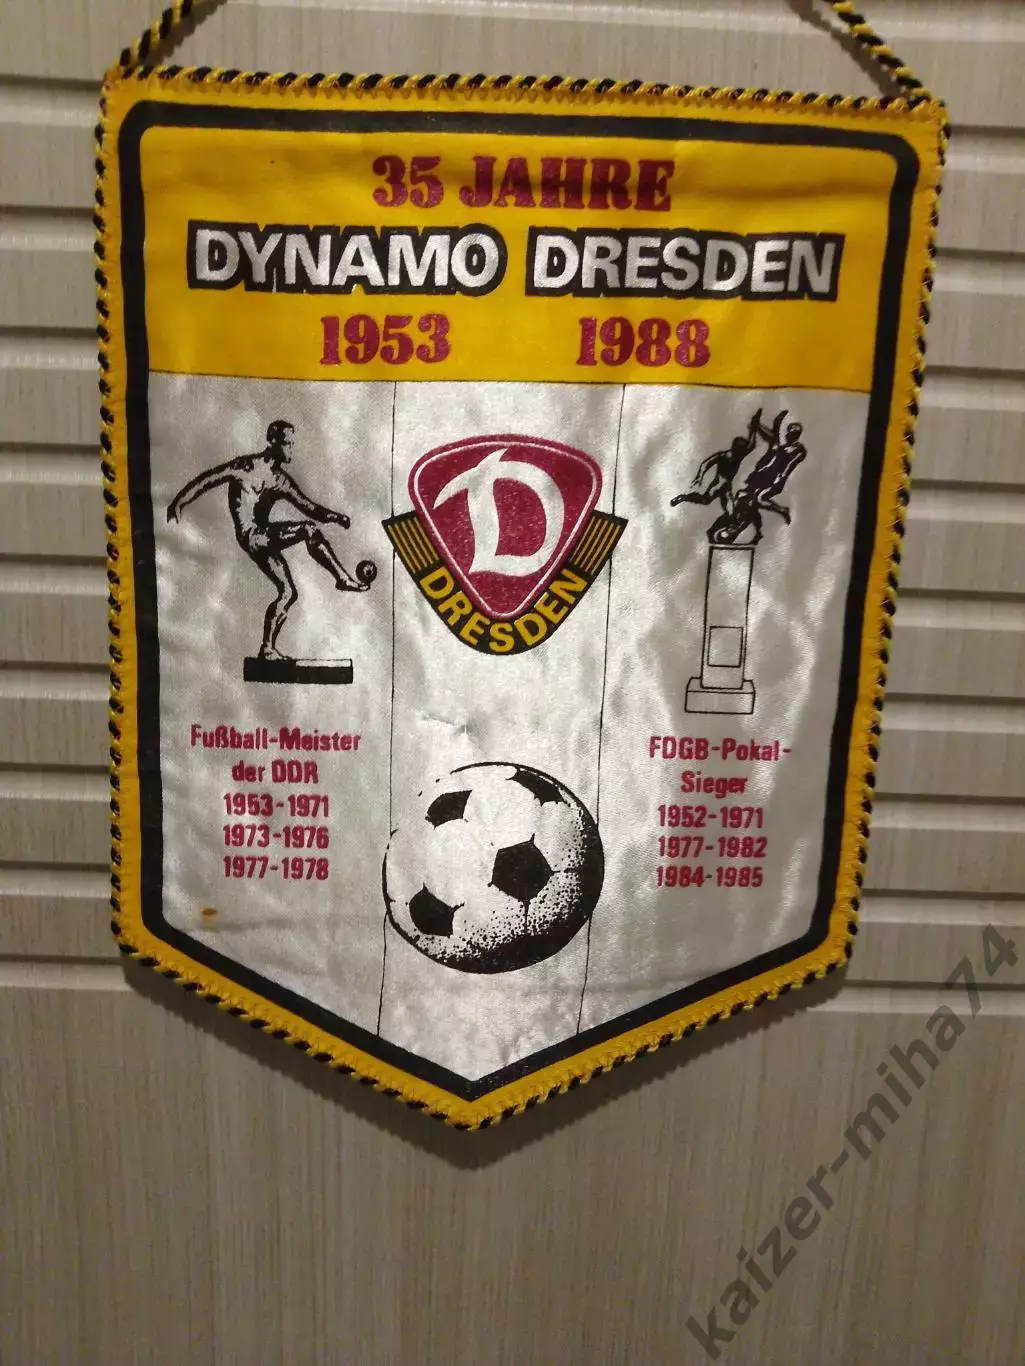 35 JAHRE
DYNAMO DRESDEN
1953 1988
D
DRESDEN
Fußball-Meister
der DDR
1953-1971
1973-1976
1977-1978
FDGB-Pokal-
Sieger
1952-1971
1977-1982
1984-1985
kaizer-miha74